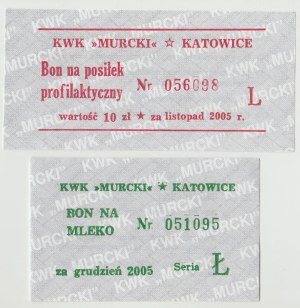 KWK »MURCKI« ★ KATOWICE
Bon na posiłek
profilaktyczny
Nr 056098
L
wartość 10 zł ★ za listopad 2005 r.
KWK »MURCKI« ★ KATOWICE
BON NA
MLEKO
Nr 051095
za grudzień 2005 Seria Ł